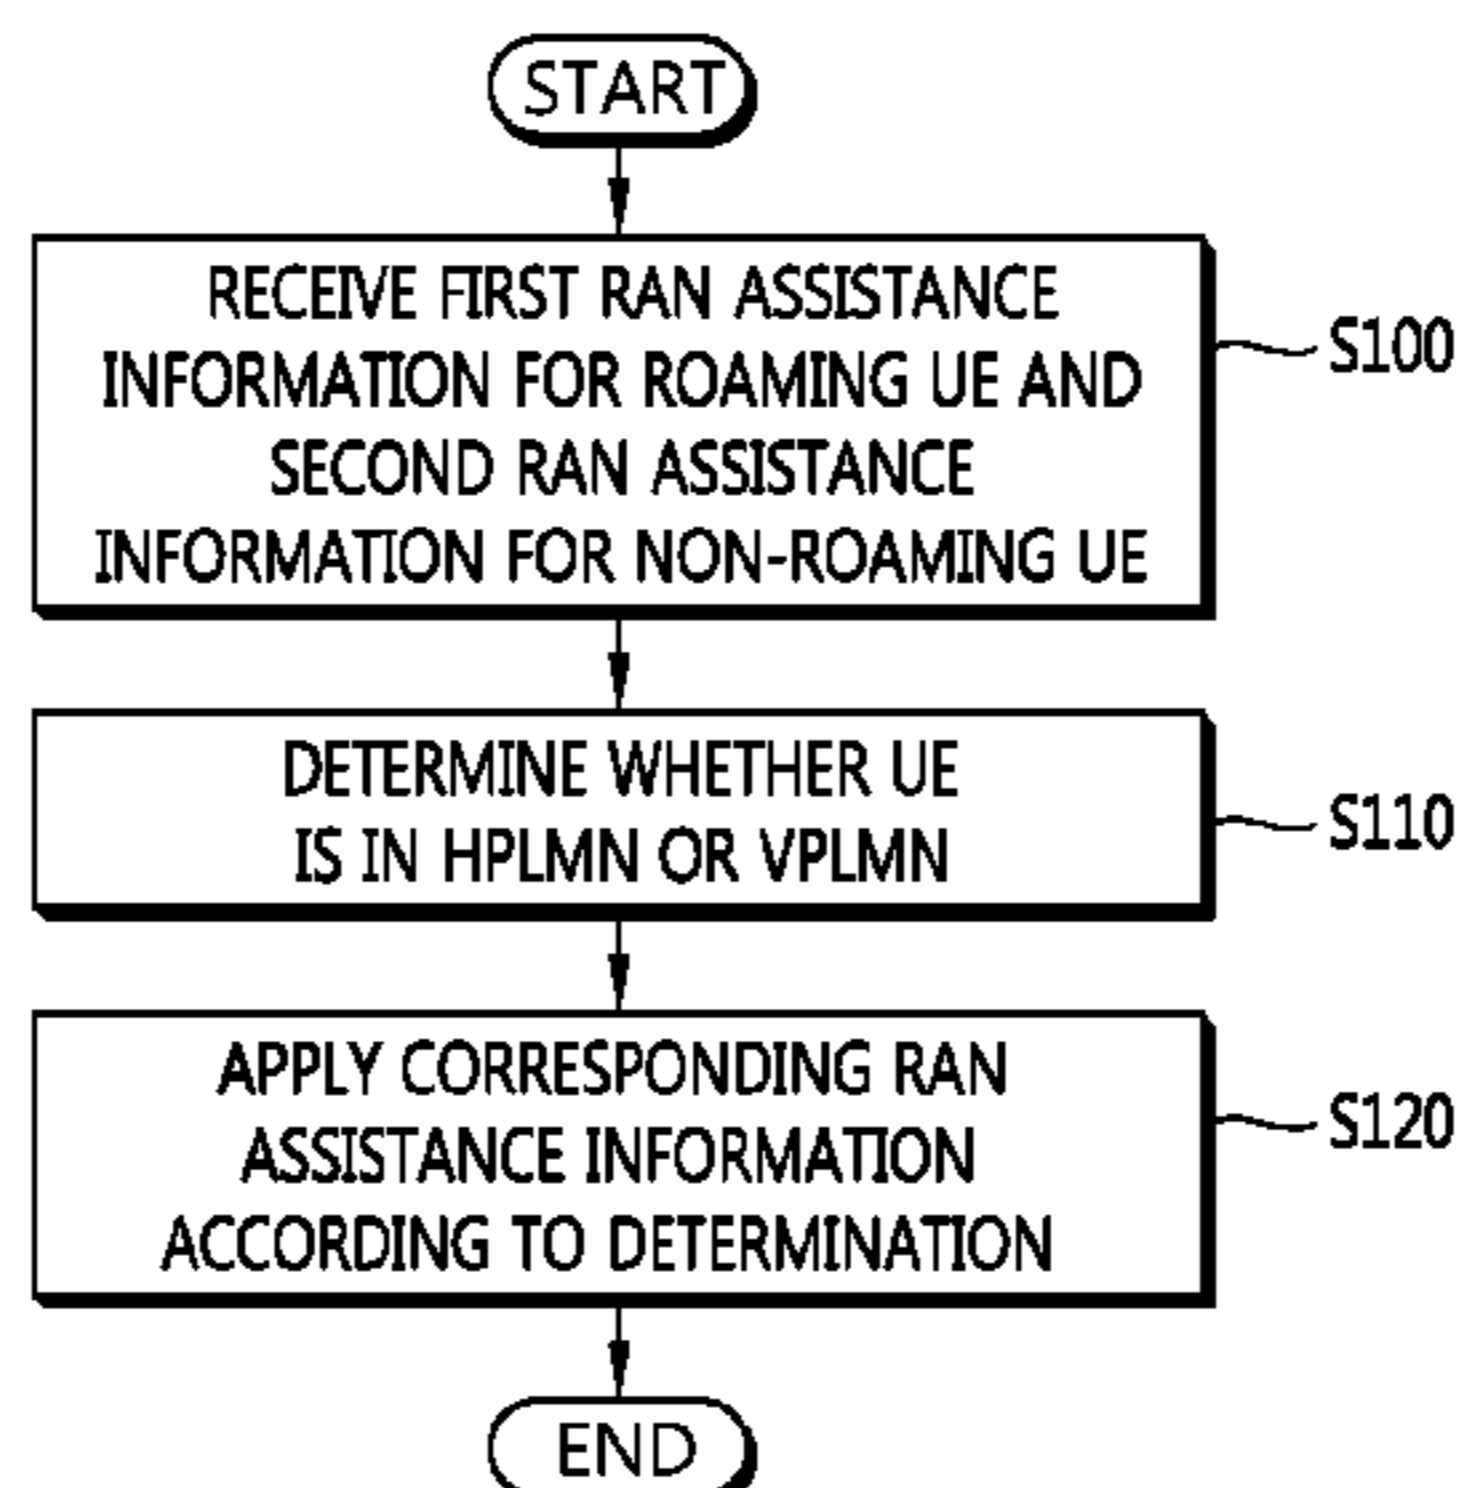 START
RECEIVE FIRST RAN ASSISTANCE
INFORMATION FOR ROAMING UE AND
SECOND RAN ASSISTANCE
INFORMATION FOR NON-ROAMING UE
S100
DETERMINE WHETHER UE
IS IN HPLMN OR VPLMN
S110
APPLY CORRESPONDING RAN
ASSISTANCE INFORMATION
ACCORDING TO DETERMINATION
S120
END